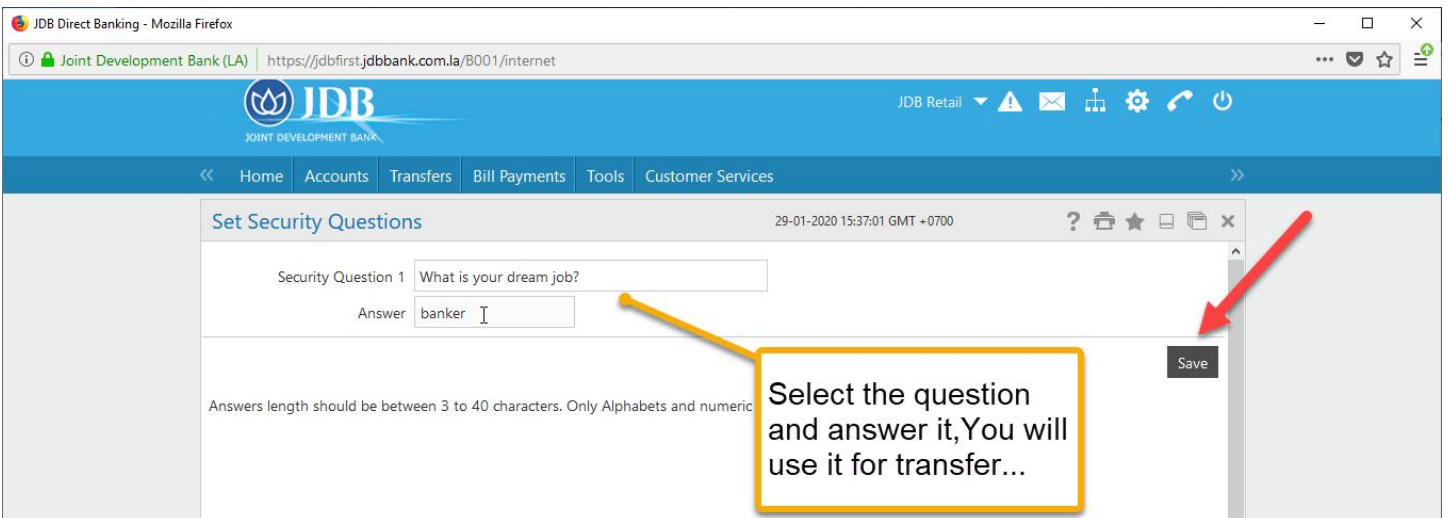 JDB Direct Banking - Mozilla Firefox
Joint Development Bank (LA) https://jdbfirst.jdbbank.com.la/B001/internet
JDB
JOINT DEVELOPMENT BANK
JDB Retail
Home Accounts Transfers Bill Payments Tools Customer Services
Set Security Questions 29-01-2020 15:37:01 GMT +0700
Security Question 1 What is your dream job?
Answer banker
Save
Answers length should be between 3 to 40 characters. Only Alphabets and numeric
Select the question
and answer it,You will
use it for transfer...